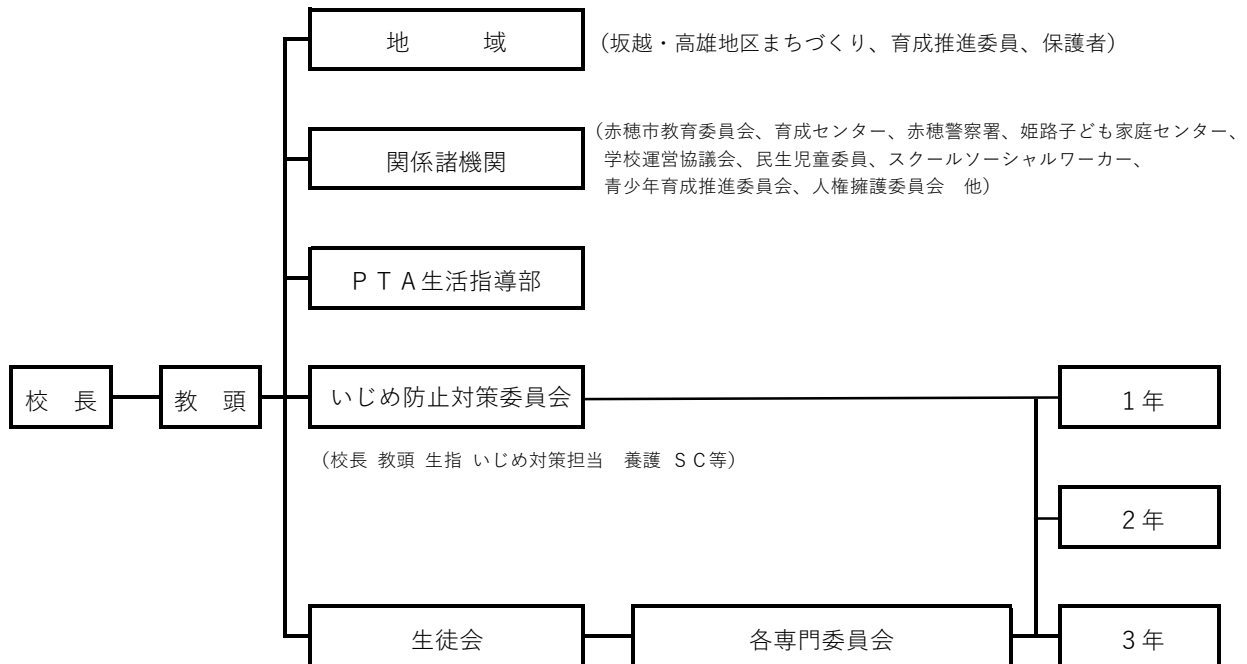 地　　域
（坂越・高雄地区まちづくり、育成推進委員、保護者）
関係諸機関
（赤穂市教育委員会、育成センター、赤穂警察署、姫路子ども家庭センター、
学校運営協議会、民生児童委員、スクールソーシャルワーカー、
青少年育成推進委員会、人権擁護委員会　他）
ＰＴＡ生活指導部
校　長
教　頭
いじめ防止対策委員会
１年
（校長 教頭 生指 いじめ対策担当　養護 ＳＣ等）
２年
生徒会
各専門委員会
３年